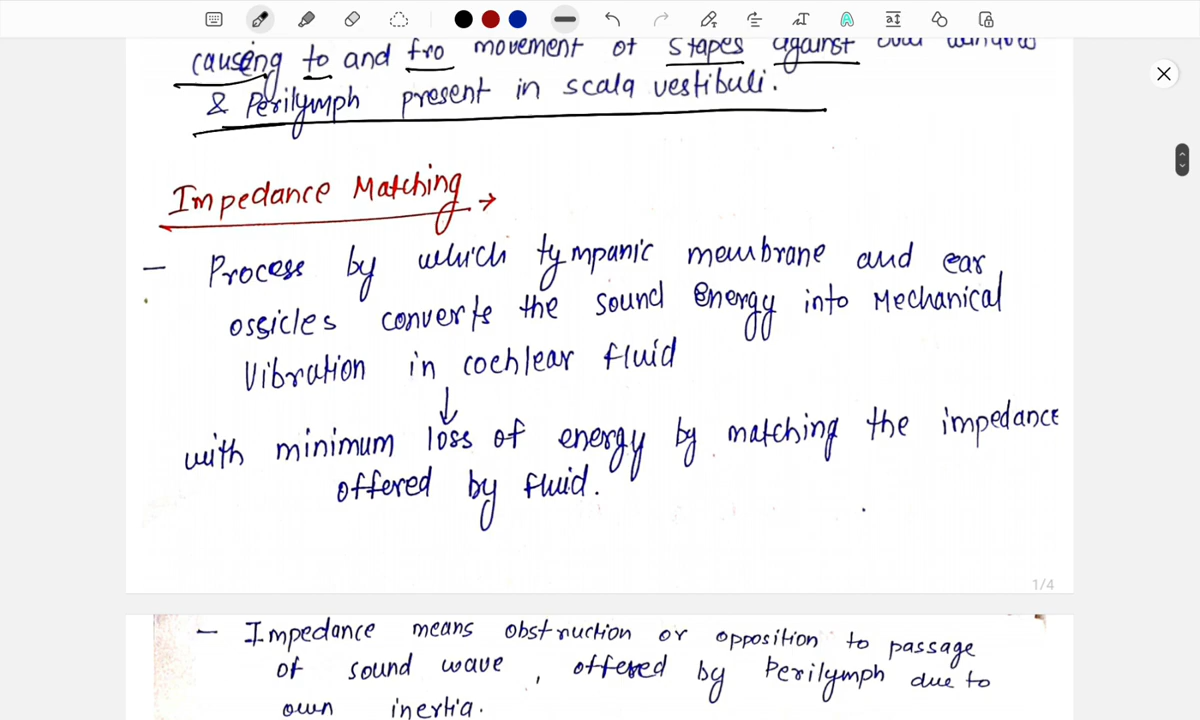 causing to and fro movement of stapes against oval window
& Perilymph present in scala vestibuli.
Impedance Matching →
— Process by which tympanic membrane and ear
ossicles converts the sound energy into Mechanical
Vibration in cochlear fluid
↓
with minimum loss of energy by matching the impedance
offered by fluid.
1/4
— Impedance means obstruction or opposition to passage
of sound wave, offered by Perilymph due to
own inertia.